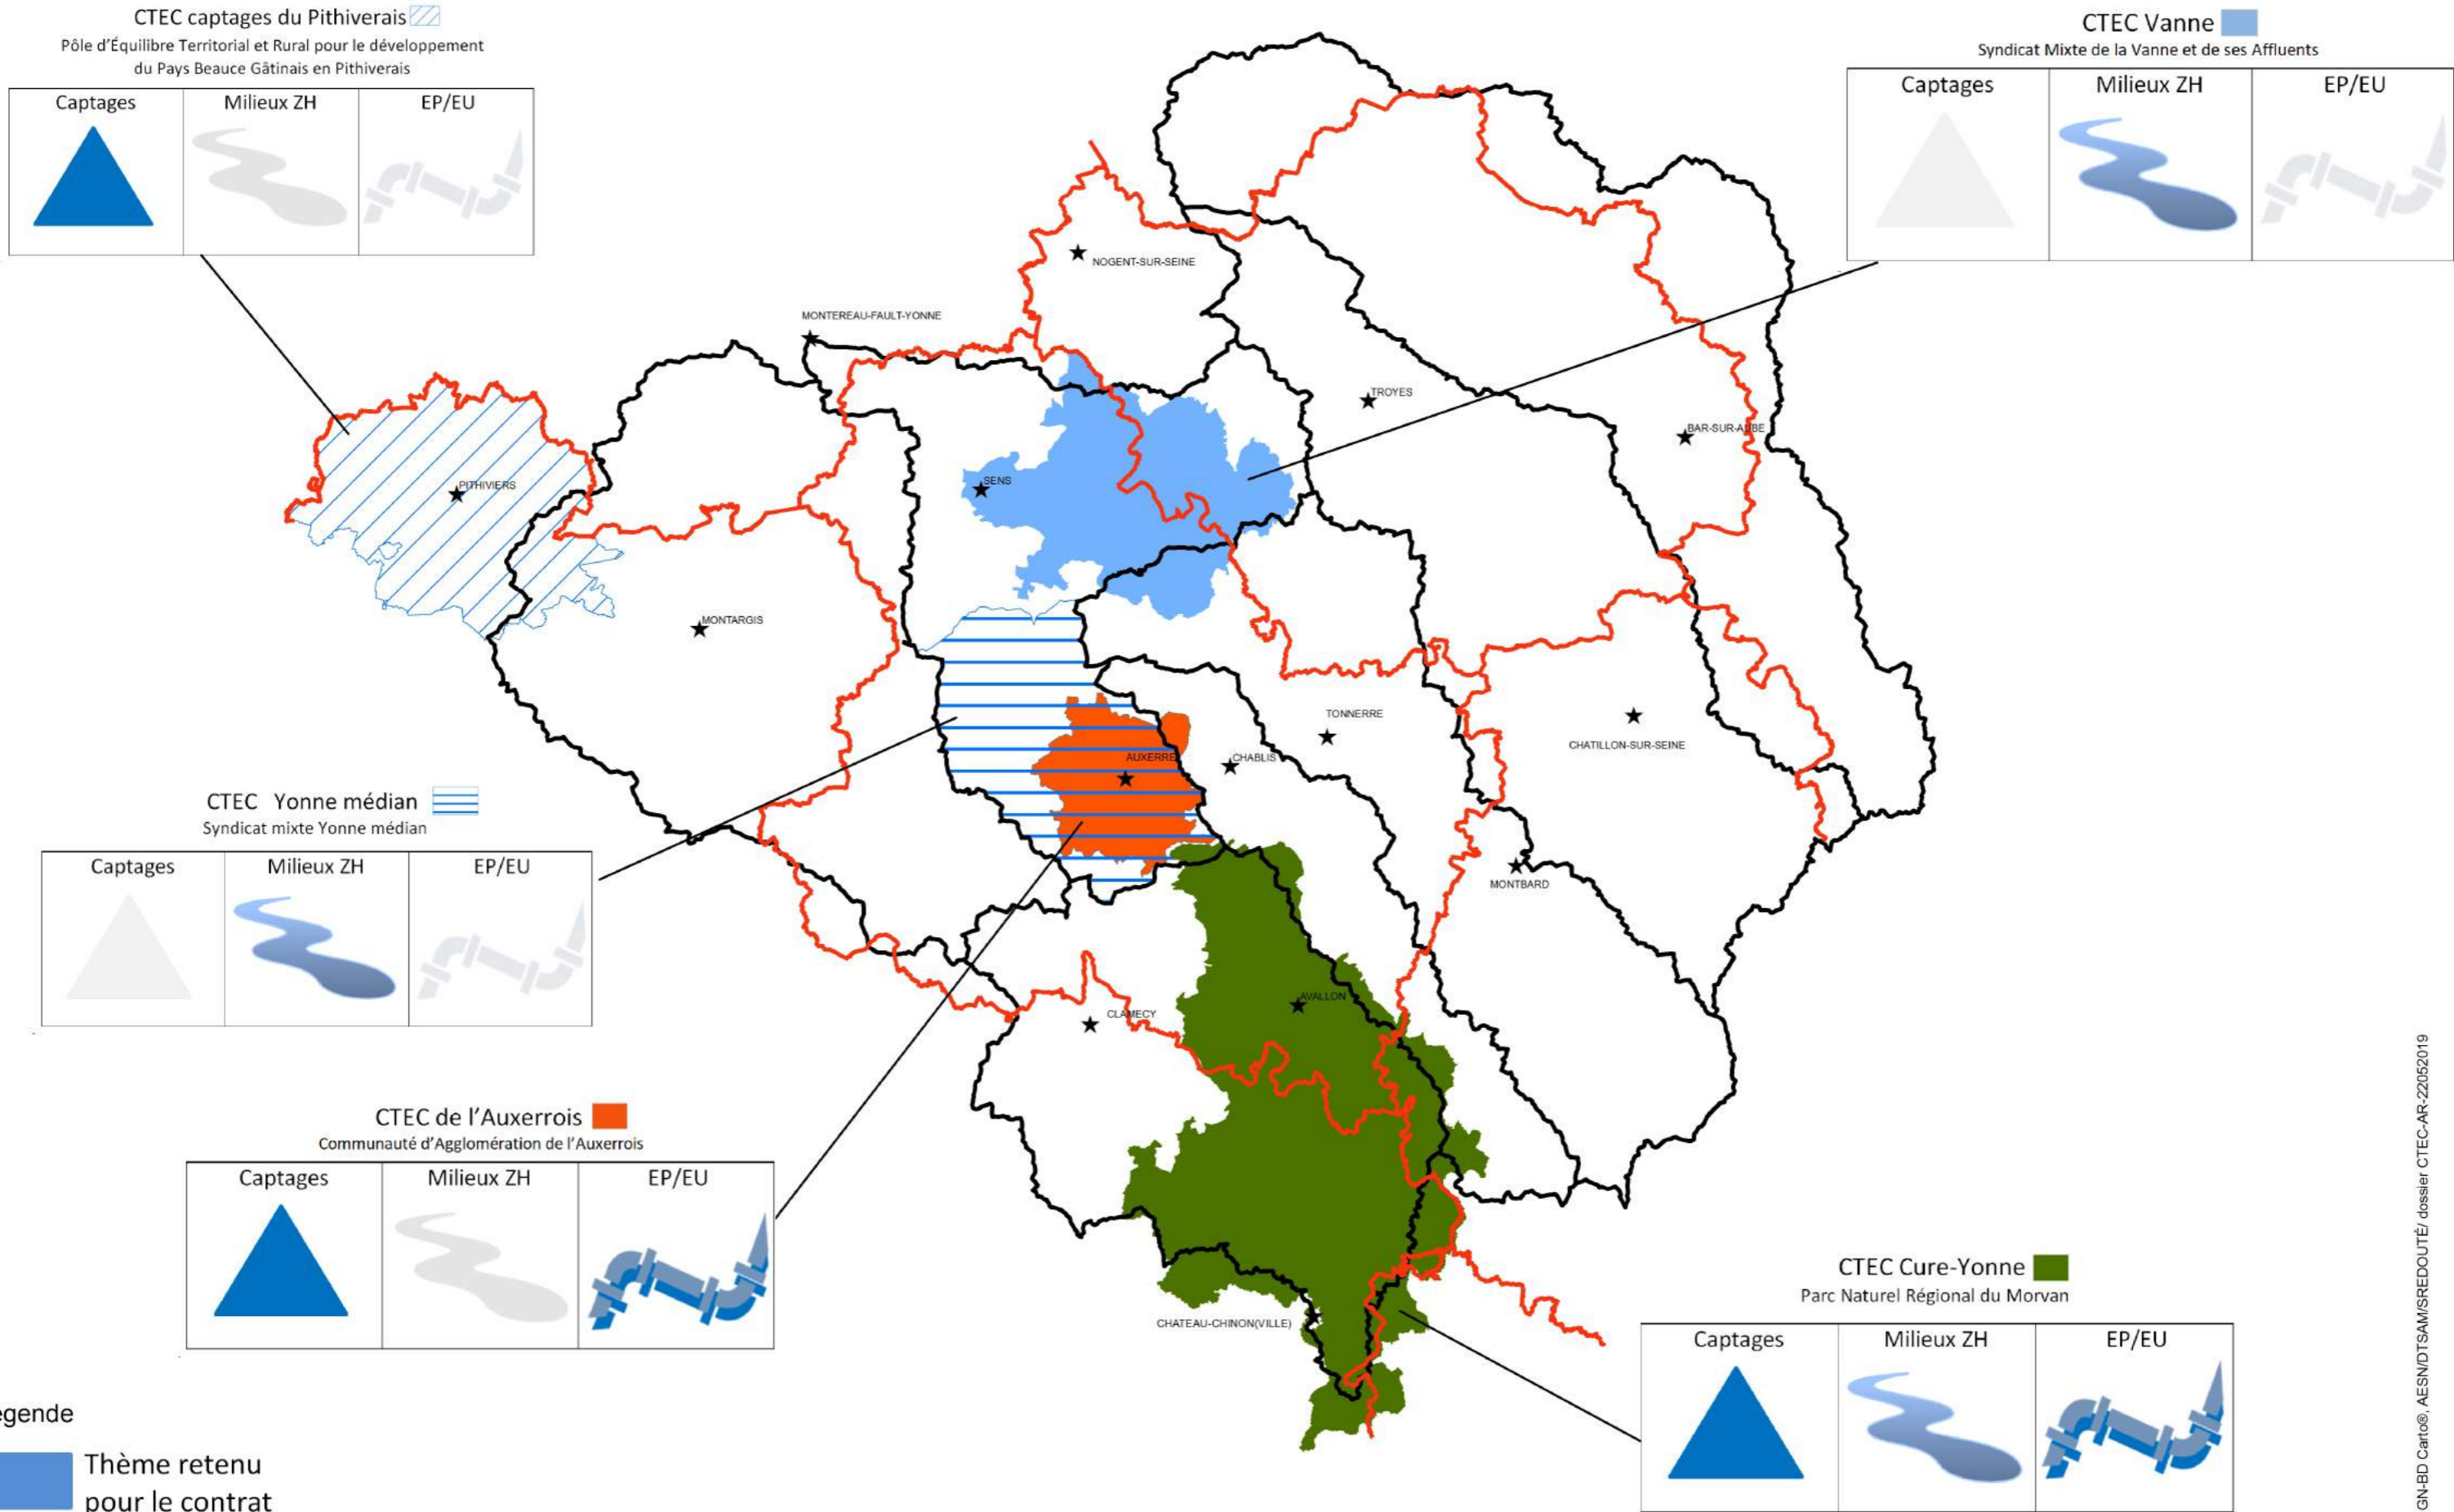 CTEC captages du Pithiverais
Pôle d'Équilibre Territorial et Rural pour le développement
du Pays Beauce Gâtinais en Pithiverais
Captages
Milieux ZH
EP/EU
CTEC Vanne
Syndicat Mixte de la Vanne et de ses Affluents
Captages
Milieux ZH
EP/EU
NOGENT-SUR-SEINE
MONTEREAU-FAULT-YONNE
TROYES
BAR-SUR-AUBE
SENS
PITHIVIERS
MONTARGIS
TONNERRE
CHATILLON-SUR-SEINE
AUXERRE
CHABLIS
MONTBARD
AVALLON
CLAMECY
CHATEAU-CHINON(VILLE)
CTEC Yonne médian
Syndicat mixte Yonne médian
Captages
Milieux ZH
EP/EU
CTEC de l'Auxerrois
Communauté d'Agglomération de l'Auxerrois
Captages
Milieux ZH
EP/EU
CTEC Cure-Yonne
Parc Naturel Régional du Morvan
Captages
Milieux ZH
EP/EU
égende
Thème retenu
pour le contrat
GN-BD Carto®, AESN/DTSAM/SREDOUTÉ/ dossier CTEC-AR-22052019